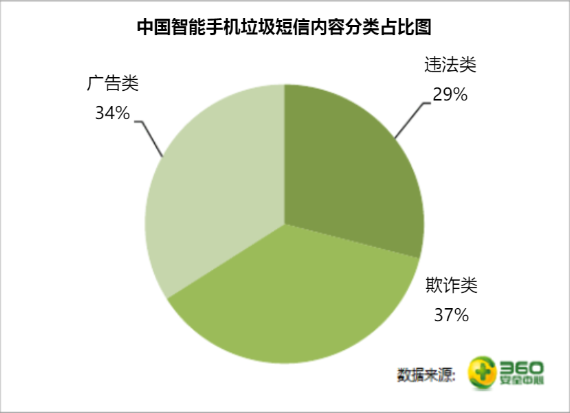 中国智能手机垃圾短信内容分类占比图
违法类
29%
广告类
34%
欺诈类
37%
数据来源:
360
安全中心